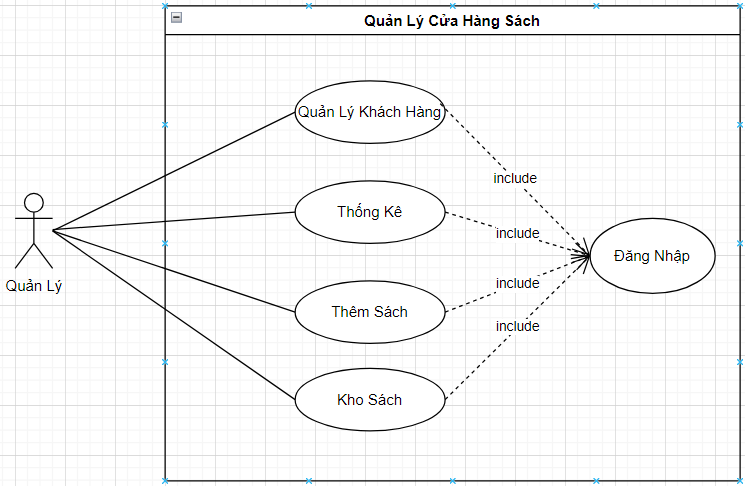 Quản Lý Cửa Hàng Sách
Quản Lý Khách Hàng
include
Thống Kê
include
Đăng Nhập
Quản Lý
include
Thêm Sách
include
Kho Sách